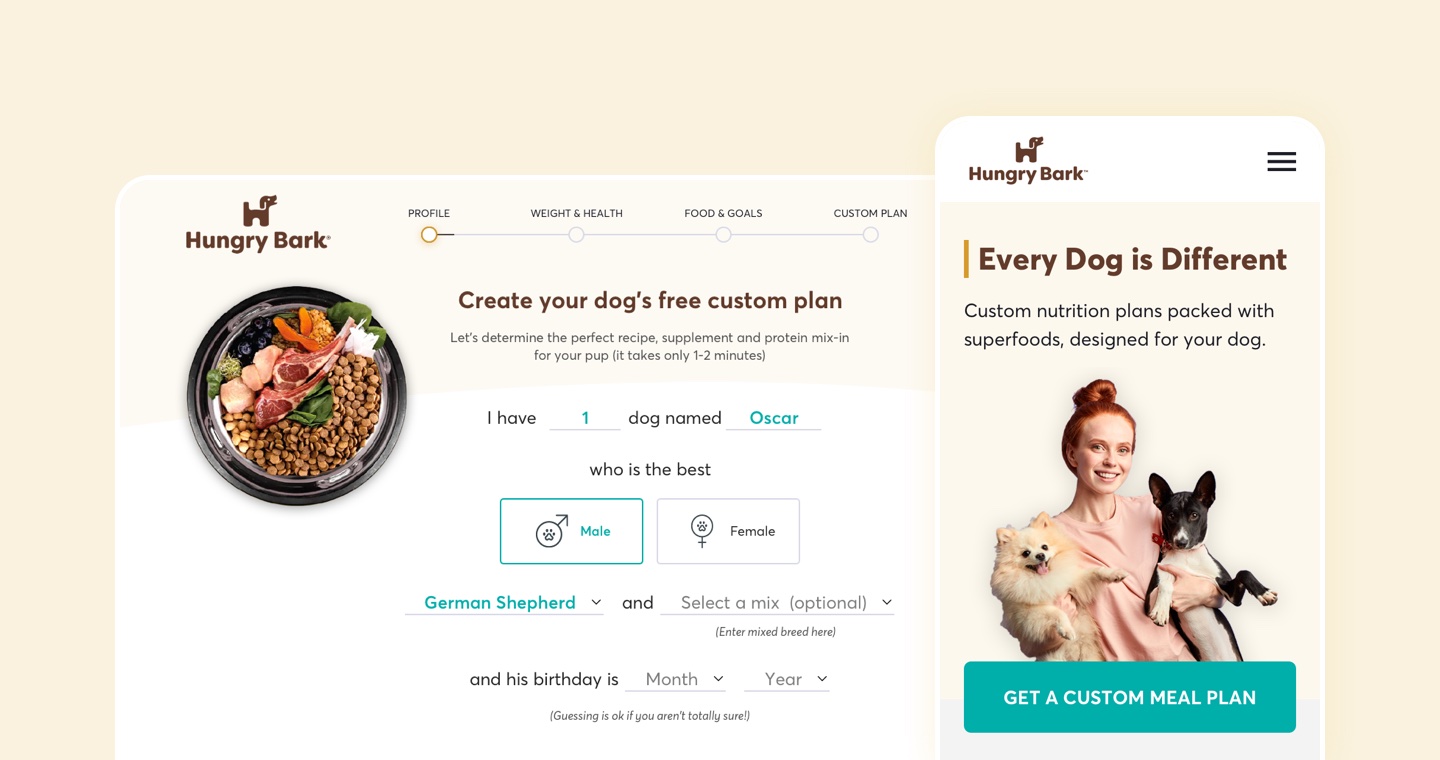 Hungry Bark®
PROFILE
WEIGHT & HEALTH
FOOD & GOALS
CUSTOM PLAN
Create your dog's free custom plan
Let's determine the perfect recipe, supplement and protein mix-in
for your pup (it takes only 1-2 minutes)
I have 1 dog named Oscar
who is the best
Male
Female
German Shepherd and Select a mix (optional)
(Enter mixed breed here)
and his birthday is Month Year
(Guessing is ok if you aren't totally sure!)
Hungry Bark™
Every Dog is Different
Custom nutrition plans packed with
superfoods, designed for your dog.
GET A CUSTOM MEAL PLAN